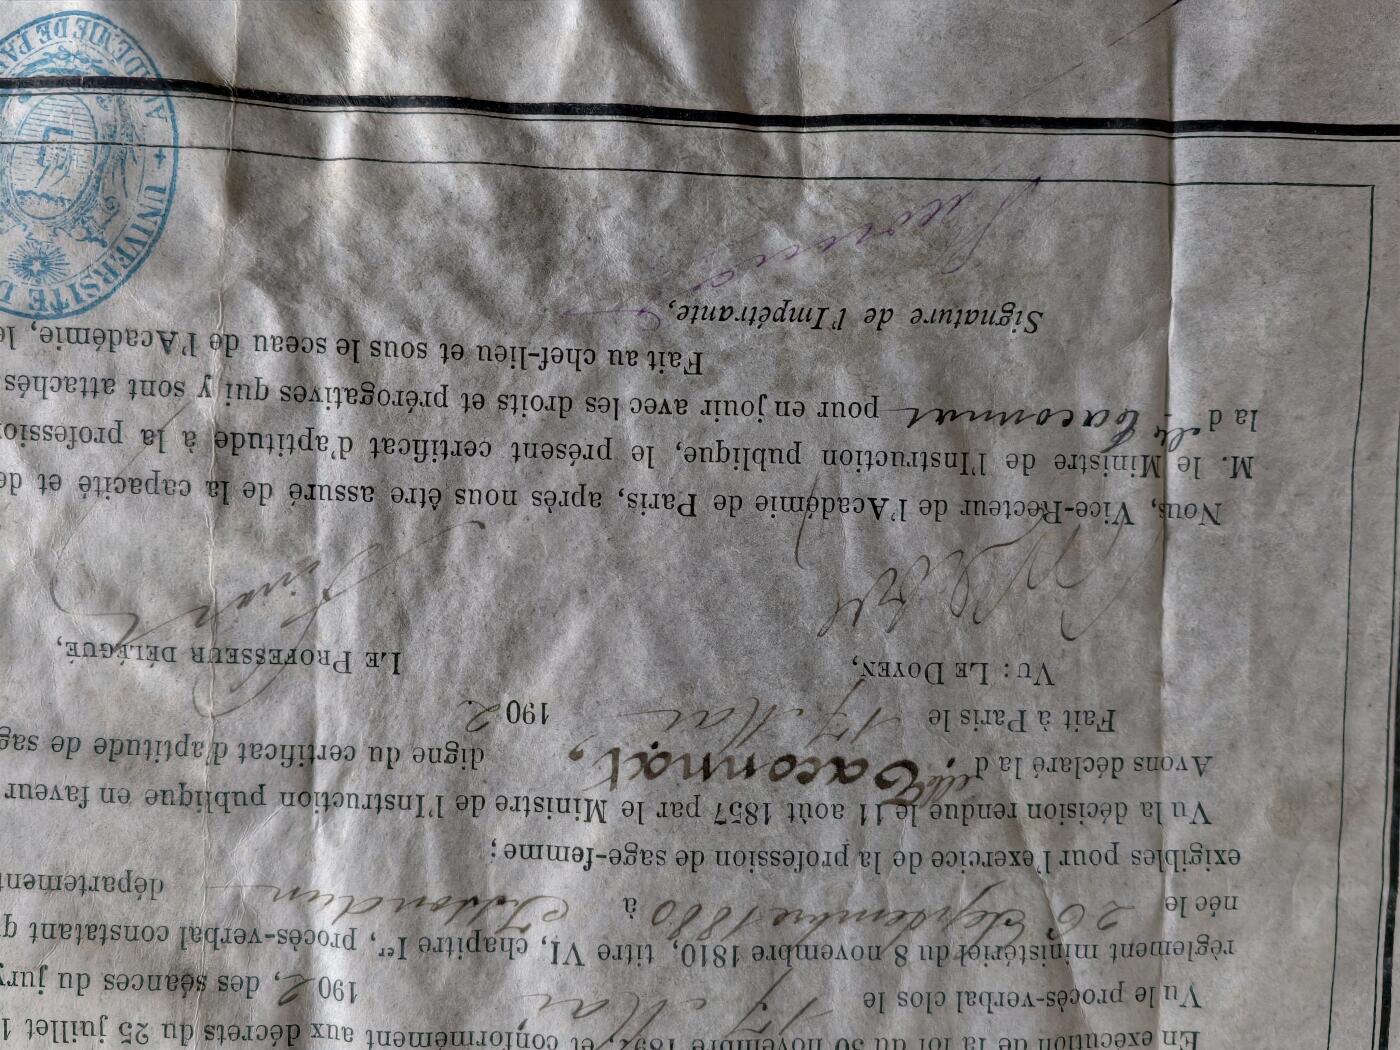 En exécution de la loi du 30 novembre 1892, et conformément aux décrets du 25 juillet 1
Vu le procès-verbal clos le 17 Mai 1902, des séances du jury
règlement ministériel du 8 novembre 1810, titre VI, chapitre Ier, procès-verbal constatant q
née le 26 Septembre 1880 à Issoudun département
exigibles pour l'exercice de la profession de sage-femme;
Vu la décision rendue le 11 août 1857 par le Ministre de l'Instruction publique en faveur
Avons déclaré la delle Taconnat, digne du certificat d'aptitude de sag
Fait à Paris le 17 Mai 1902
Vu: LE DOYEN, LE PROFESSEUR DÉLÉGUÉ,
Nous, Vice-Recteur de l'Académie de Paris, après nous être assuré de la capacité et de
M. le Ministre de l'Instruction publique, le présent certificat d'aptitude à la profession
la delle Taconnat pour en jouir avec les droits et prérogatives qui y sont attachés
Fait au chef-lieu et sous le sceau de l'Académie, le
Signature de l'Impétrante,
UNIVERSITÉ D